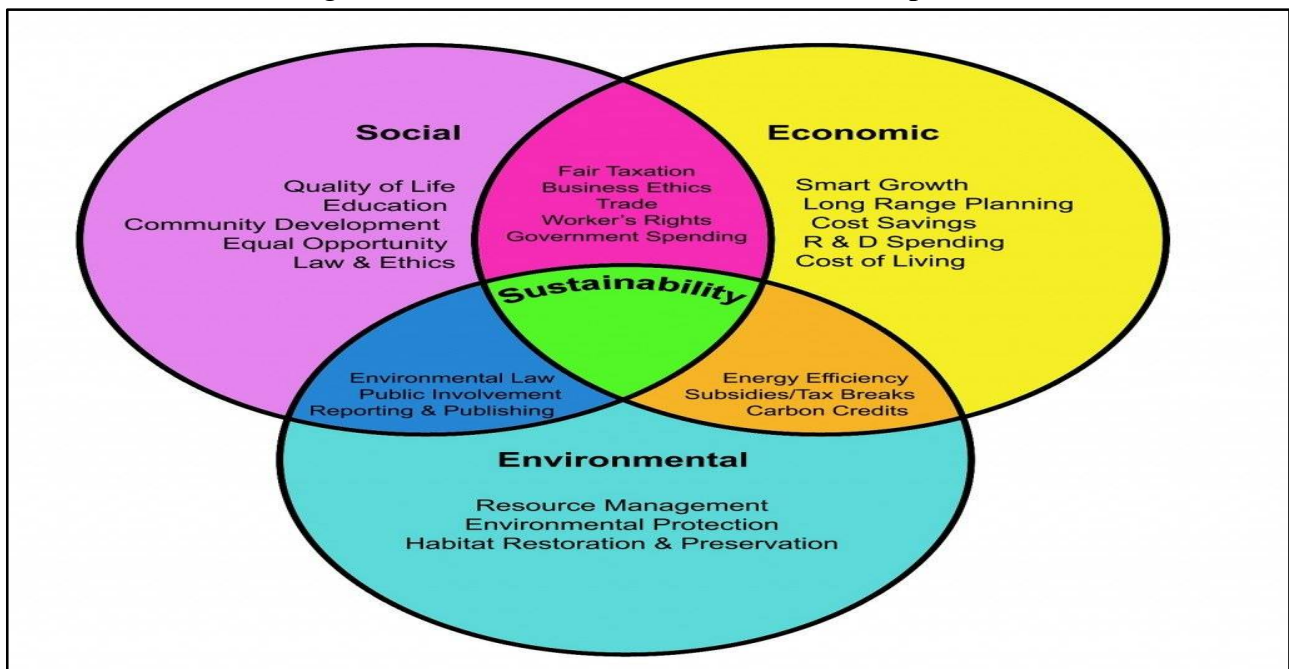 Social
Quality of Life
Education
Community Development
Equal Opportunity
Law & Ethics
Fair Taxation
Business Ethics
Trade
Worker's Rights
Government Spending
Economic
Smart Growth
Long Range Planning
Cost Savings
R & D Spending
Cost of Living
Sustainability
Environmental Law
Public Involvement
Reporting & Publishing
Energy Efficiency
Subsidies/Tax Breaks
Carbon Credits
Environmental
Resource Management
Environmental Protection
Habitat Restoration & Preservation